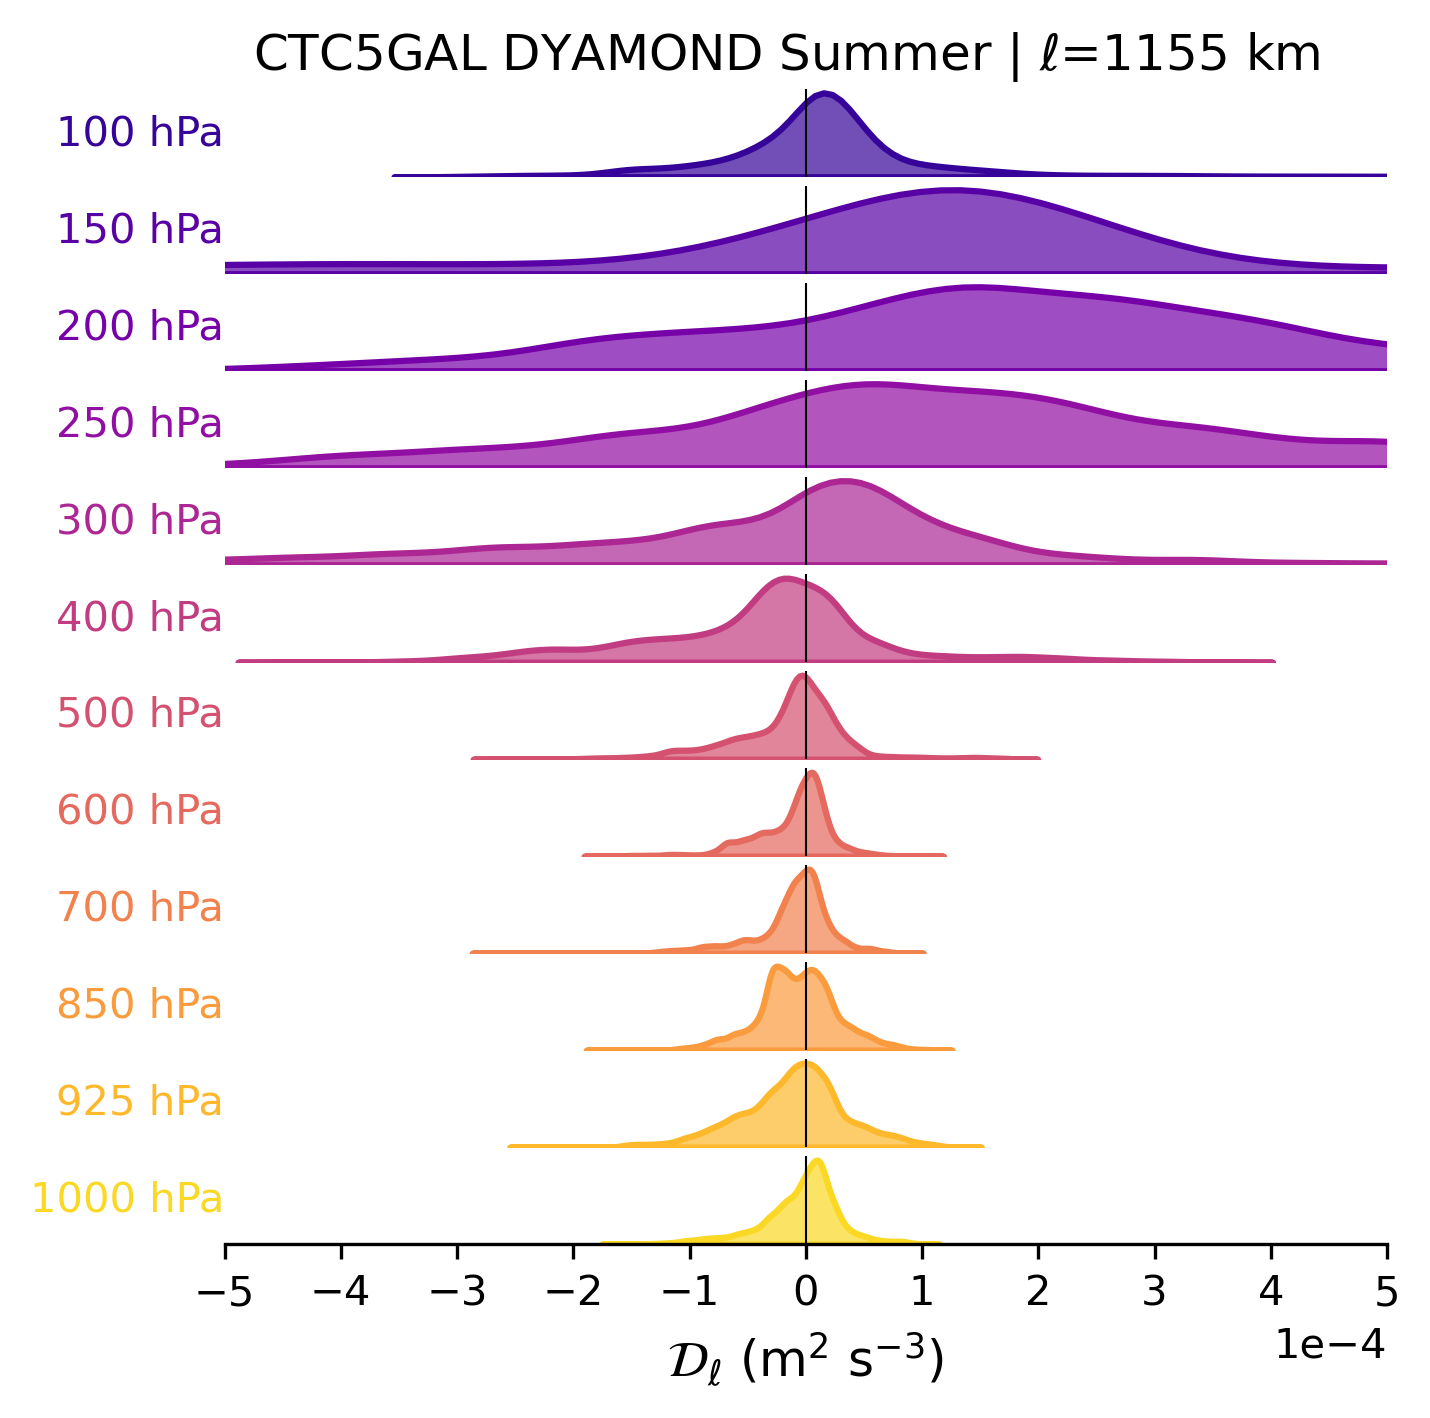 CTC5GAL DYAMOND Summer | ℓ=1155 km
100 hPa
150 hPa
200 hPa
250 hPa
300 hPa
400 hPa
500 hPa
600 hPa
700 hPa
850 hPa
925 hPa
1000 hPa
−5 −4 −3 −2 −1 0 1 2 3 4 5
1e−4
𝒟ℓ (m² s⁻³)